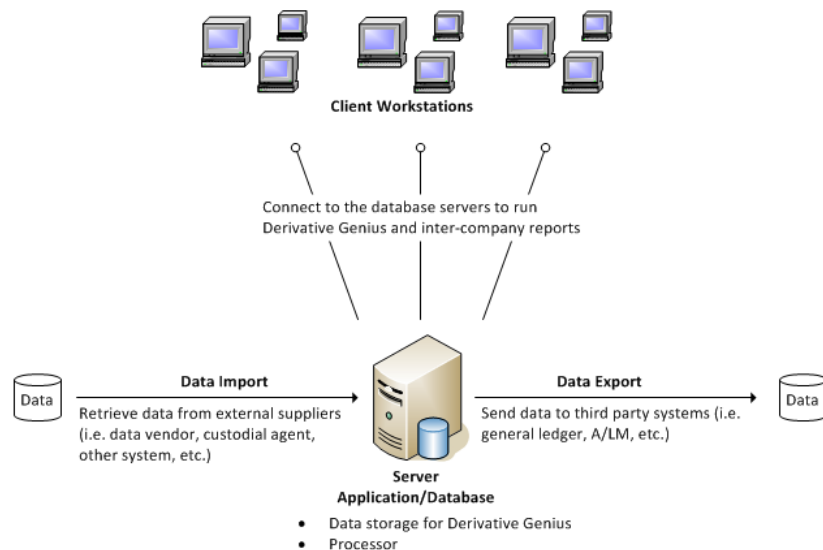 Client Workstations
Connect to the database servers to run
Derivative Genius and inter-company reports
Data
Data Import
Retrieve data from external suppliers
(i.e. data vendor, custodial agent,
other system, etc.)
Data Export
Send data to third party systems (i.e.
general ledger, A/LM, etc.)
Data
Server
Application/Database
• Data storage for Derivative Genius
• Processor